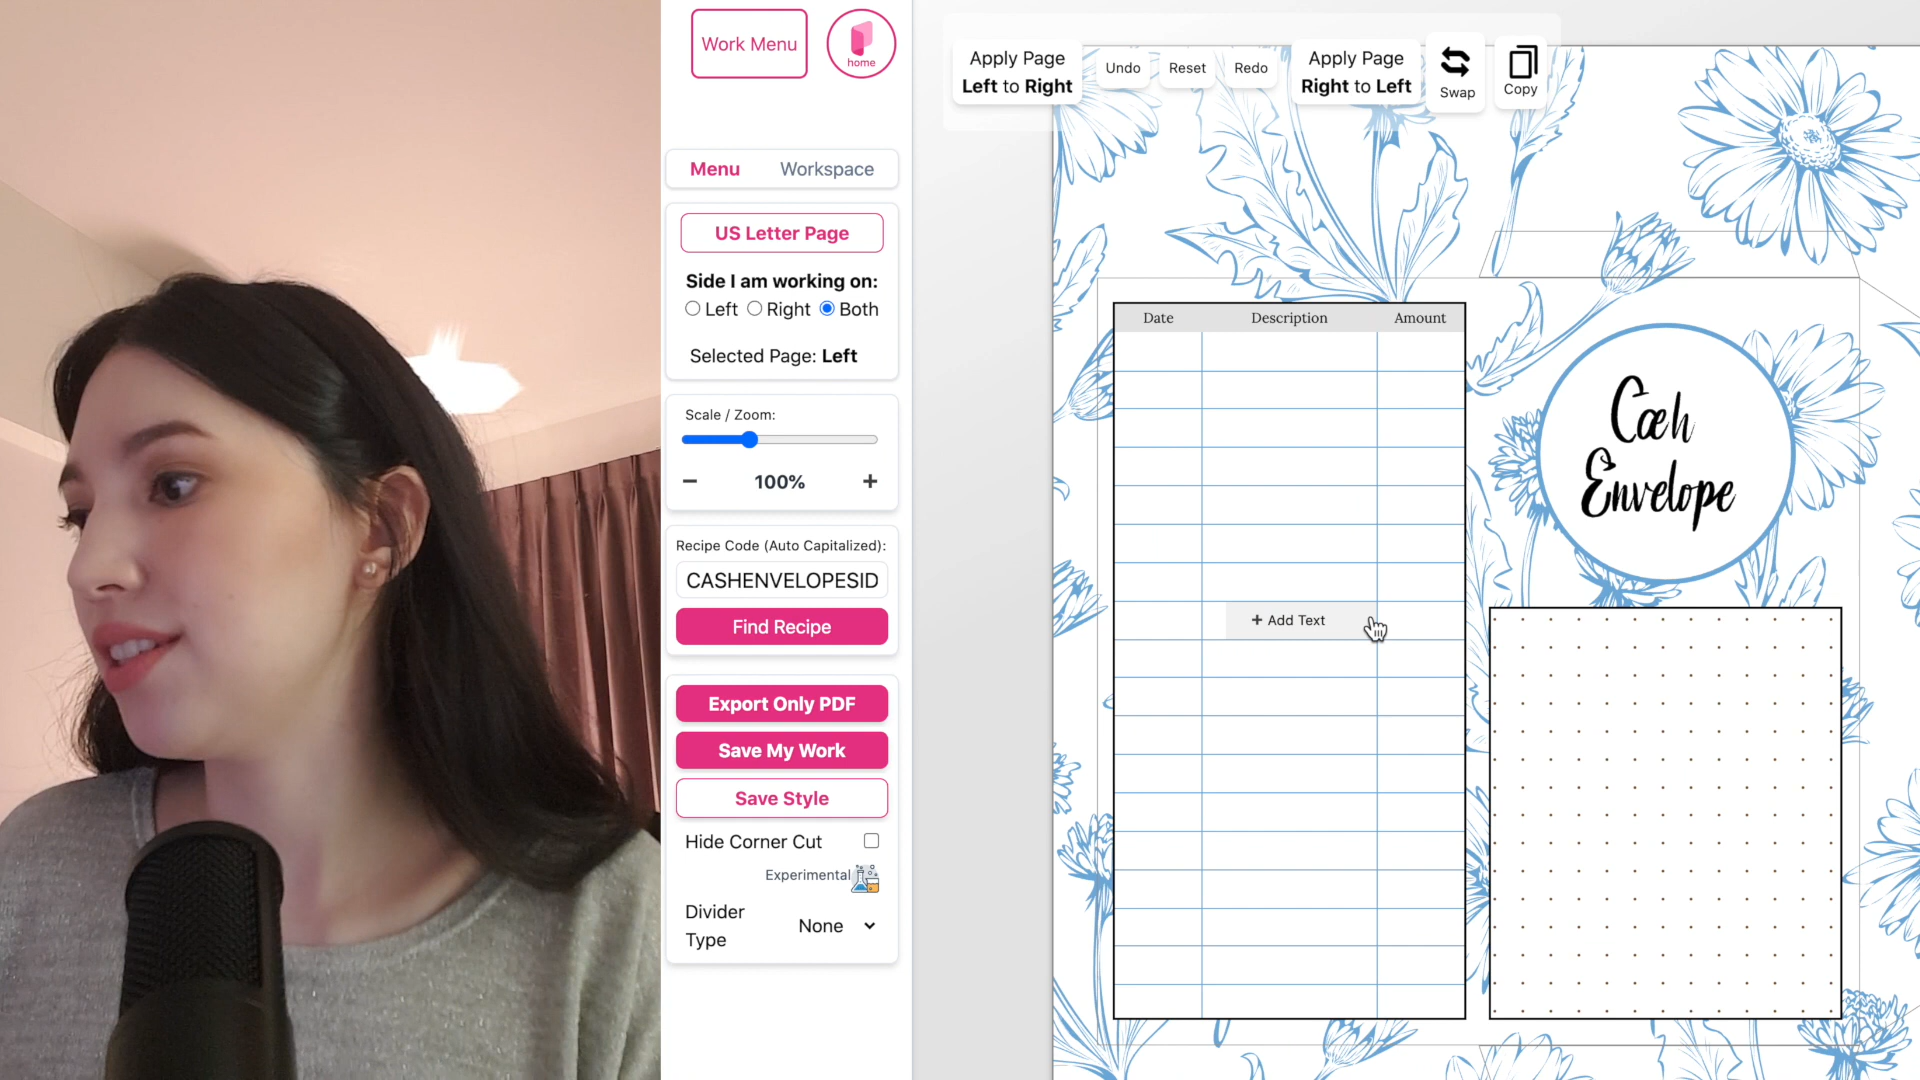 Work Menu
home
Menu Workspace
US Letter Page
Side I am working on:
Left Right Both
Selected Page: Left
Scale / Zoom:
− 100% +
Recipe Code (Auto Capitalized):
CASHENVELOPESID
Find Recipe
Export Only PDF
Save My Work
Save Style
Hide Corner Cut
Experimental
Divider
Type
None
Apply Page
Left to Right
Undo
Reset
Redo
Apply Page
Right to Left
Swap
Copy
Date Description Amount
+ Add Text
Cash
Envelope